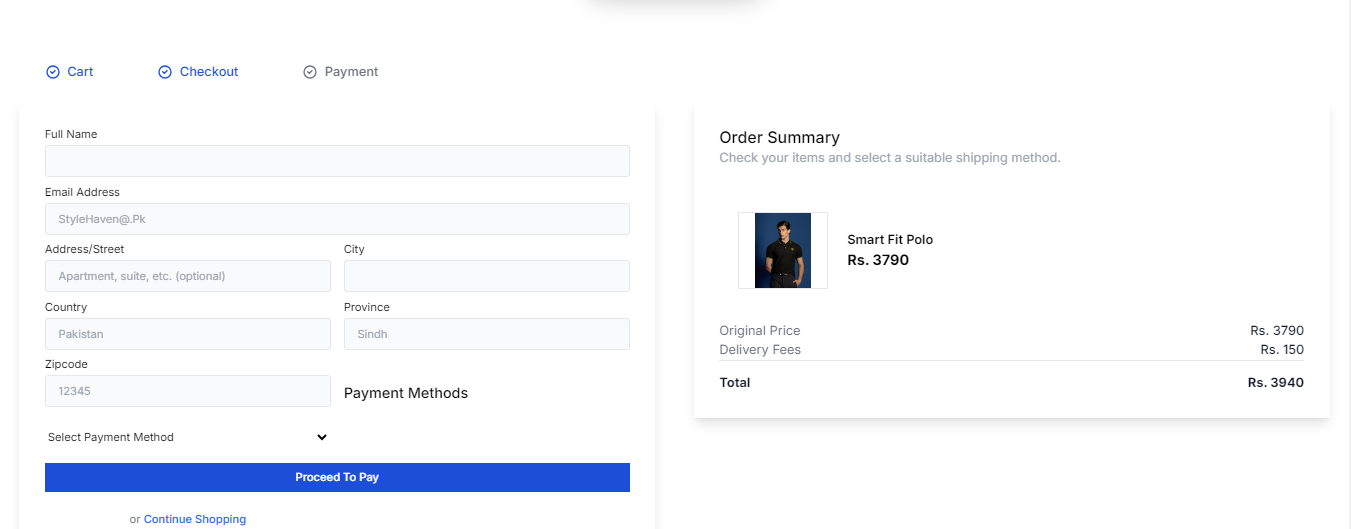 Cart Checkout Payment
Full Name
Email Address
StyleHaven@.Pk
Address/Street City
Apartment, suite, etc. (optional)
Country Province
Pakistan Sindh
Zipcode
12345
Payment Methods
Select Payment Method
Proceed To Pay
or Continue Shopping
Order Summary
Check your items and select a suitable shipping method.
Smart Fit Polo
Rs. 3790
Original Price Rs. 3790
Delivery Fees Rs. 150
Total Rs. 3940